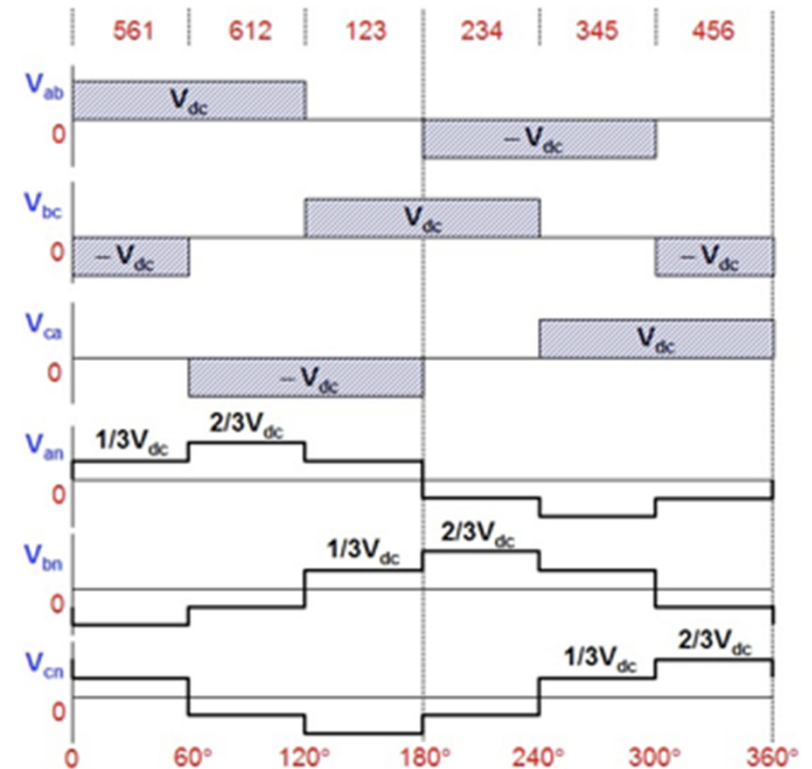 561 612 123 234 345 456
Vab
Vdc
0
– Vdc
Vbc
Vdc
0
– Vdc
– Vdc
Vca
Vdc
0
– Vdc
2/3Vdc
1/3Vdc
Van
0
2/3Vdc
1/3Vdc
Vbn
0
2/3Vdc
1/3Vdc
Vcn
0
0 60° 120° 180° 240° 300° 360°